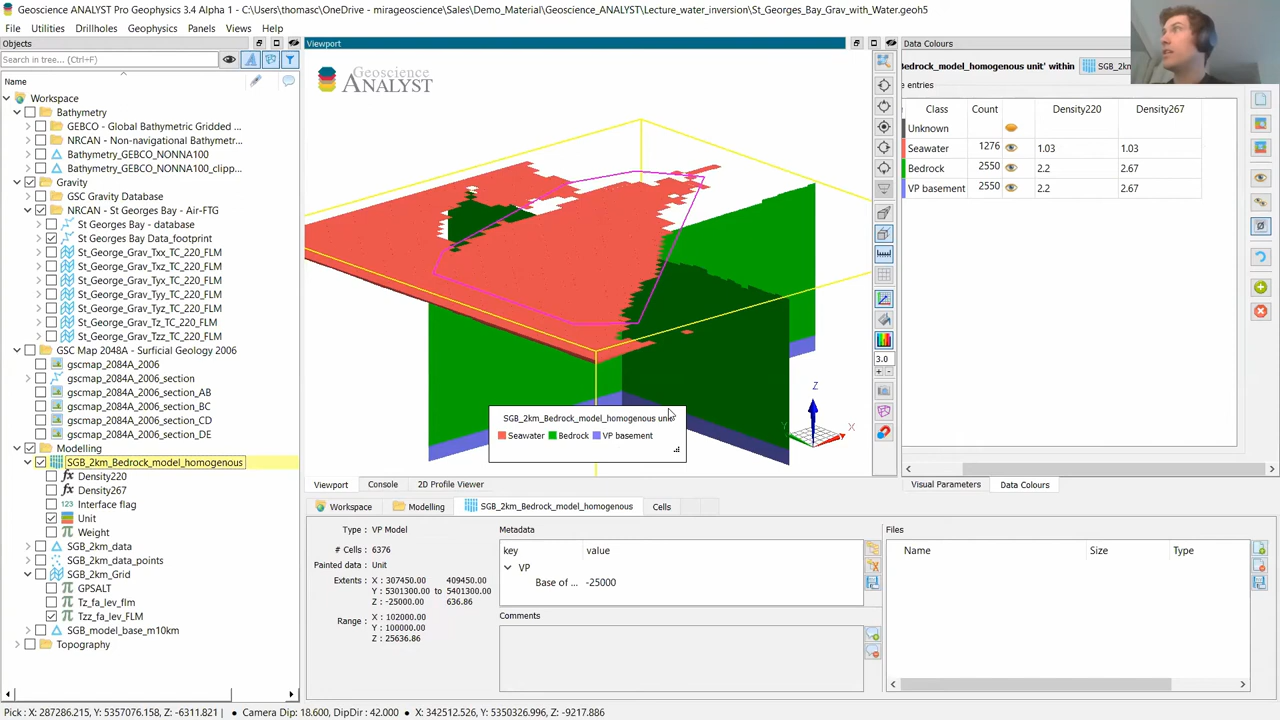 Geoscience ANALYST Pro Geophysics 3.4 Alpha 1 - C:\Users\thomasc\OneDrive - mirageoscience\Sales\Demo_Material\Geoscience_ANALYST\Lecture_water_inversion\St_Georges_Bay_Grav_with_Water.geoh5
File Utilities Drillholes Geophysics Panels Views Help
Objects
Search in tree... (Ctrl+F)
Name
Workspace
Bathymetry
GEBCO - Global Bathymetric Gridded ...
NRCAN - Non-navigational Bathymetr...
Bathymetry_GEBCO_NONNA100
Bathymetry_GEBCO_NONNA100_clipp...
Gravity
GSC Gravity Database
NRCAN - St Georges Bay - Air-FTG
St Georges Bay - database
St Georges Bay Data_footprint
St_George_Grav_Txx_TC_220_FLM
St_George_Grav_Txz_TC_220_FLM
St_George_Grav_Txy_TC_220_FLM
St_George_Grav_Tyy_TC_220_FLM
St_George_Grav_Tyz_TC_220_FLM
St_George_Grav_Tzz_TC_220_FLM
GSC Map 2048A - Surficial Geology 2006
gscmap_2084A_2006
gscmap_2084A_2006_section
gscmap_2084A_2006_section_AB
gscmap_2084A_2006_section_BC
gscmap_2084A_2006_section_CD
gscmap_2084A_2006_section_DE
Modelling
SGB_2km_Bedrock_model_homogenous
Density220
Density267
Interface flag
Unit
Weight
SGB_2km_data
SGB_2km_data_points
SGB_2km_Grid
GPSALT
Tz_fa_lev_flm
Tzz_fa_lev_FLM
SGB_model_base_m10km
Topography
Viewport
Geoscience
ANALYST
SGB_2km_Bedrock_model_homogenous unit
Seawater Bedrock VP basement
Z
Y
X
3.0
+ -
Viewport Console 2D Profile Viewer
Data Colours
edrock_model_homogenous unit' within SGB_2km
e entries
Class Count Density220 Density267
Unknown
Seawater 1276 1.03 1.03
Bedrock 2550 2.2 2.67
VP basement 2550 2.2 2.67
Visual Parameters Data Colours
Workspace Modelling SGB_2km_Bedrock_model_homogenous Cells
Type : VP Model
# Cells: 6376
Painted data: Unit
Extents : X : 307450.00 409450.00
Y : 5301300.00 to 5401300.00
Z : -25000.00 636.86
Range : X : 102000.00
Y : 100000.00
Z : 25636.86
Metadata
key value
VP
Base of ... -25000
Comments
Files
Name Size Type
Pick : X: 287286.215, Y: 5357076.158, Z: -6311.821 | Camera Dip: 18.600, DipDir : 42.000 X: 342512.526, Y: 5350326.996, Z: -9217.886